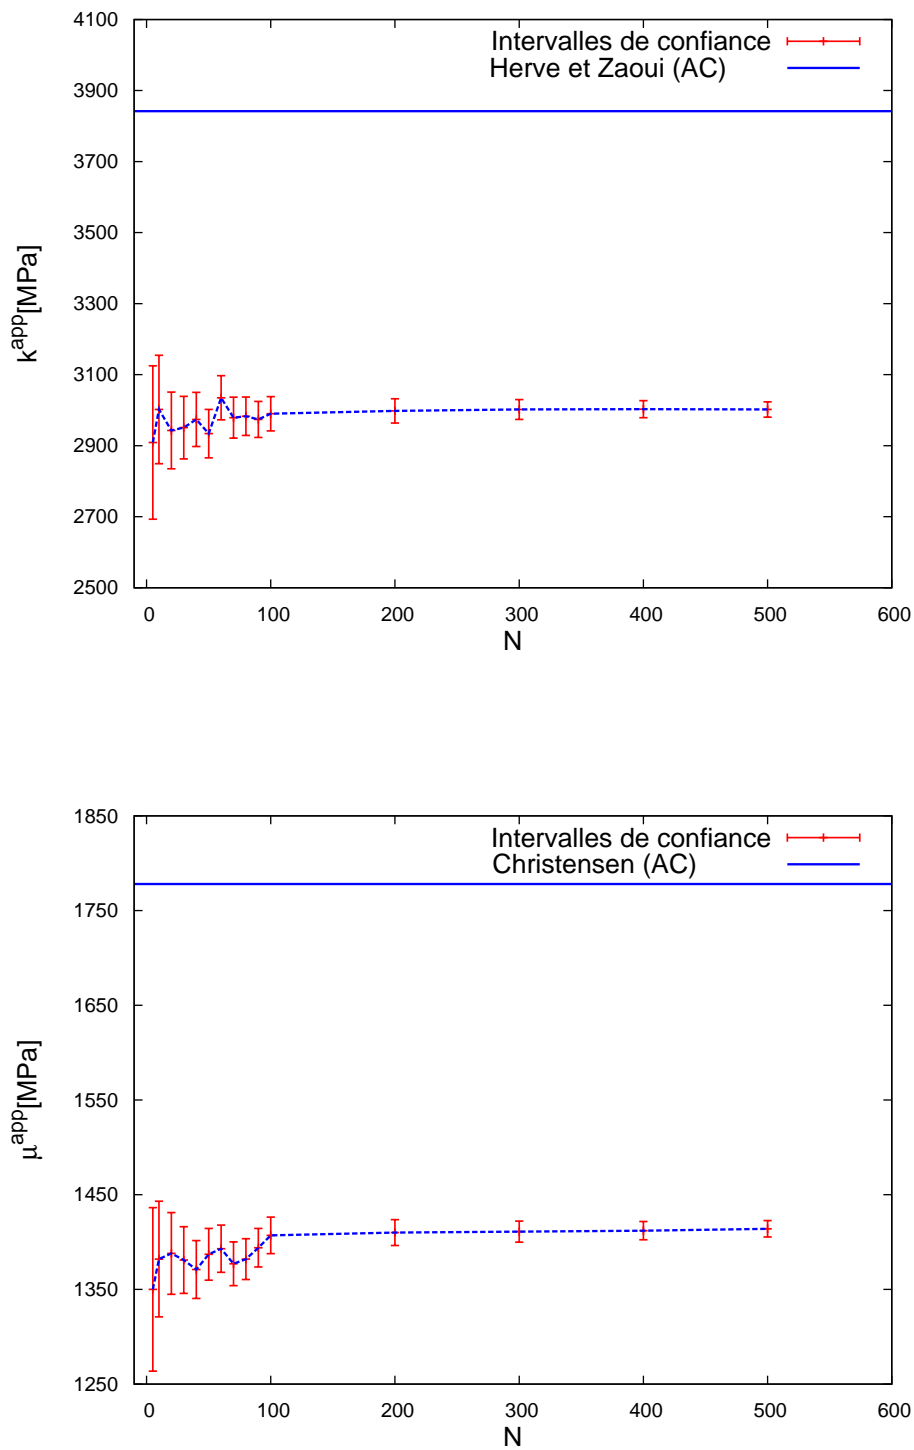 4100
3900
3700
3500
3300
3100
2900
2700
2500
k^app[MPa]
Intervalles de confiance
Herve et Zaoui (AC)
0 100 200 300 400 500 600
N
1850
1750
1650
1550
1450
1350
1250
µ^app[MPa]
Intervalles de confiance
Christensen (AC)
0 100 200 300 400 500 600
N